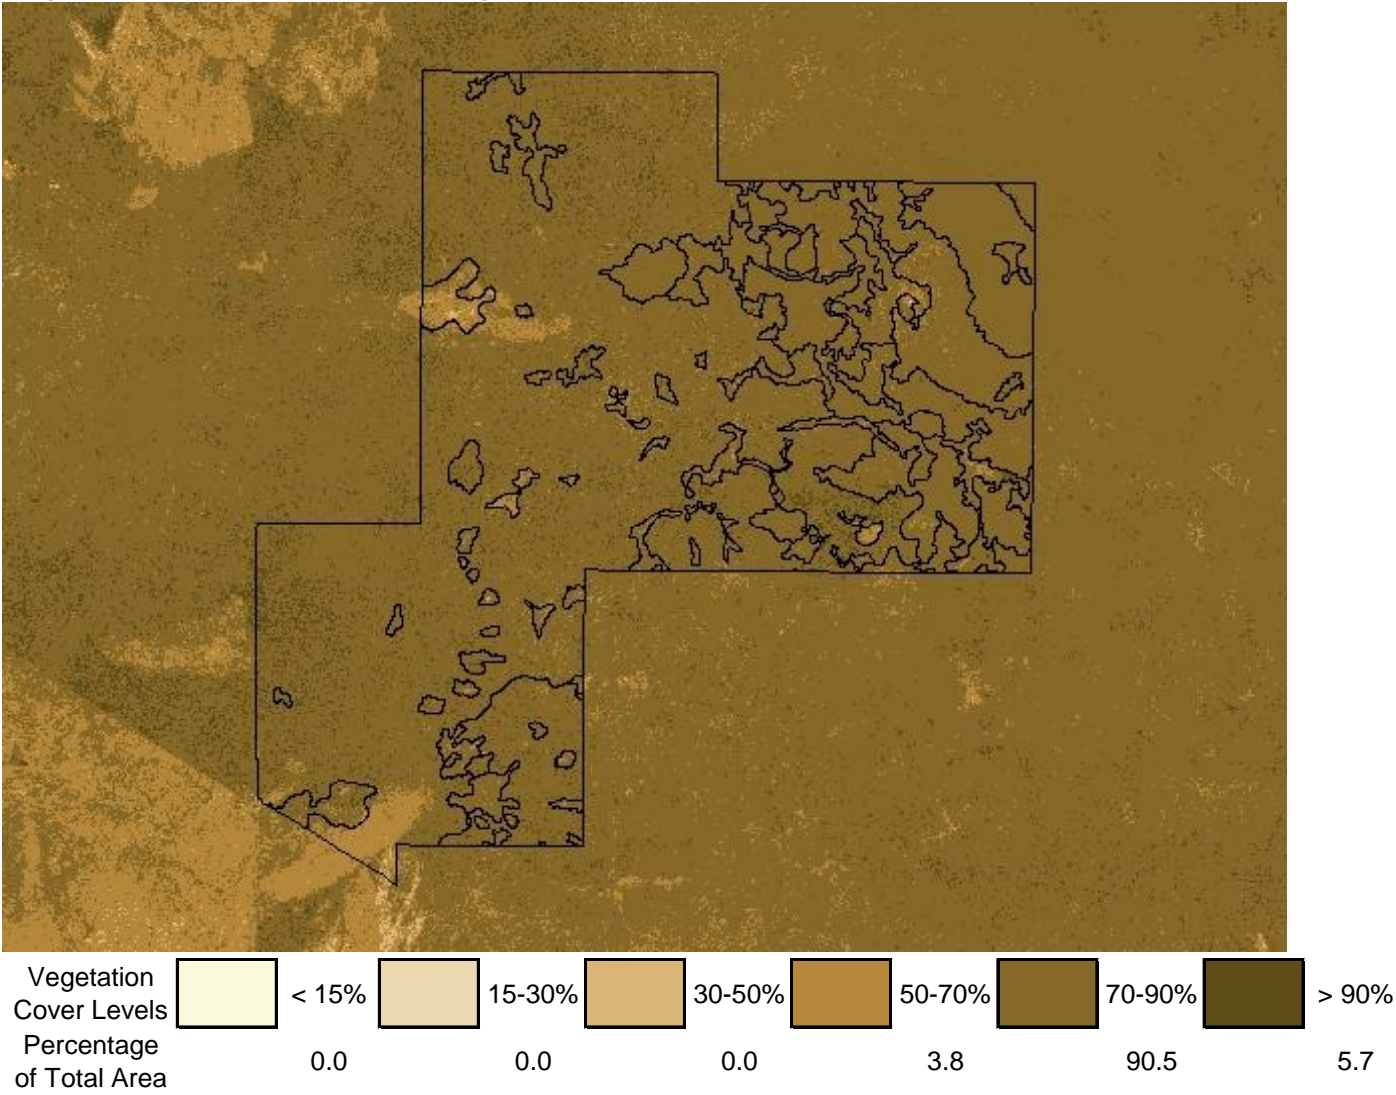 Vegetation
Cover Levels
< 15% 15-30% 30-50% 50-70% 70-90% > 90%
Percentage
of Total Area
0.0 0.0 0.0 3.8 90.5 5.7